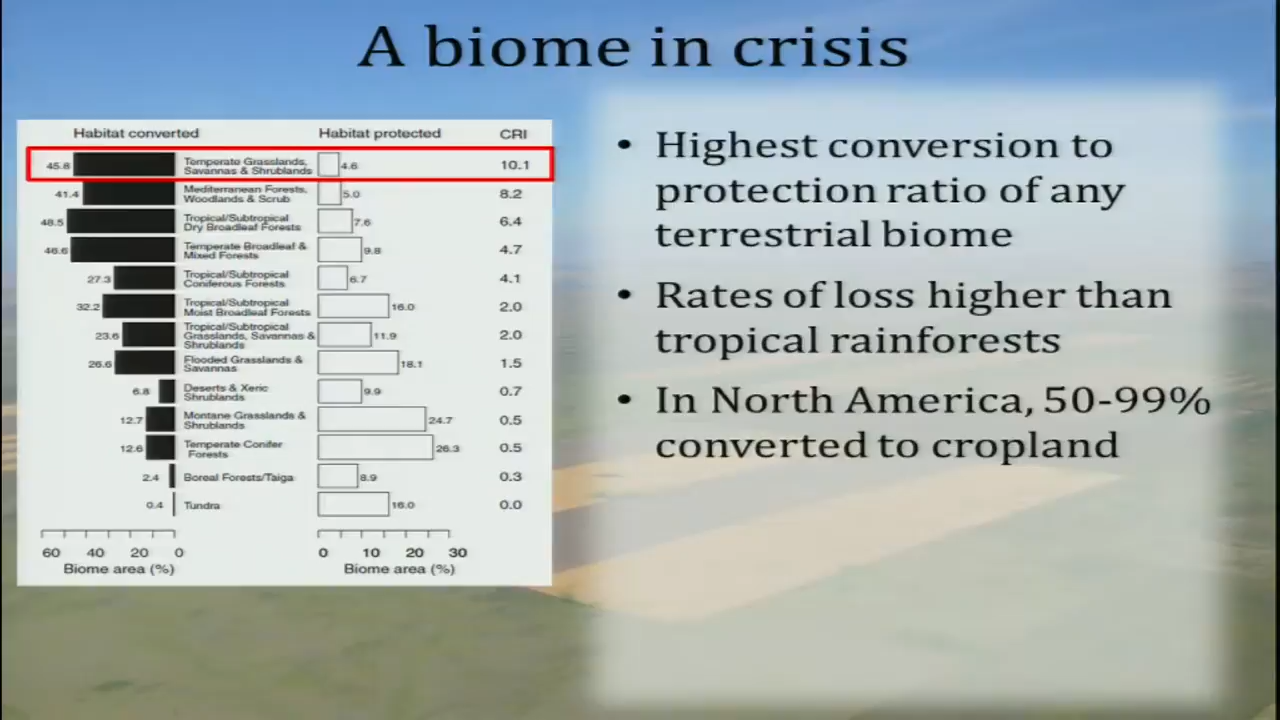 A biome in crisis
Habitat converted Habitat protected CRI
45.8 Temperate Grasslands, Savannas & Shrublands 4.6 10.1
41.4 Mediterranean Forests, Woodlands & Scrub 5.0 8.2
48.5 Tropical/Subtropical Dry Broadleaf Forests 7.6 6.4
46.6 Temperate Broadleaf & Mixed Forests 9.8 4.7
27.3 Tropical/Subtropical Coniferous Forests 6.7 4.1
32.2 Tropical/Subtropical Moist Broadleaf Forests 16.0 2.0
23.6 Tropical/Subtropical Grasslands, Savannas & Shrublands 11.9 2.0
26.6 Flooded Grasslands & Savannas 18.1 1.5
6.8 Deserts & Xeric Shrublands 9.9 0.7
12.7 Montane Grasslands & Shrublands 24.7 0.5
12.6 Temperate Conifer Forests 26.3 0.5
2.4 Boreal Forests/Taiga 8.9 0.3
0.4 Tundra 16.0 0.0
60 40 20 0 0 10 20 30
Biome area (%) Biome area (%)
• Highest conversion to
protection ratio of any
terrestrial biome
• Rates of loss higher than
tropical rainforests
• In North America, 50-99%
converted to cropland